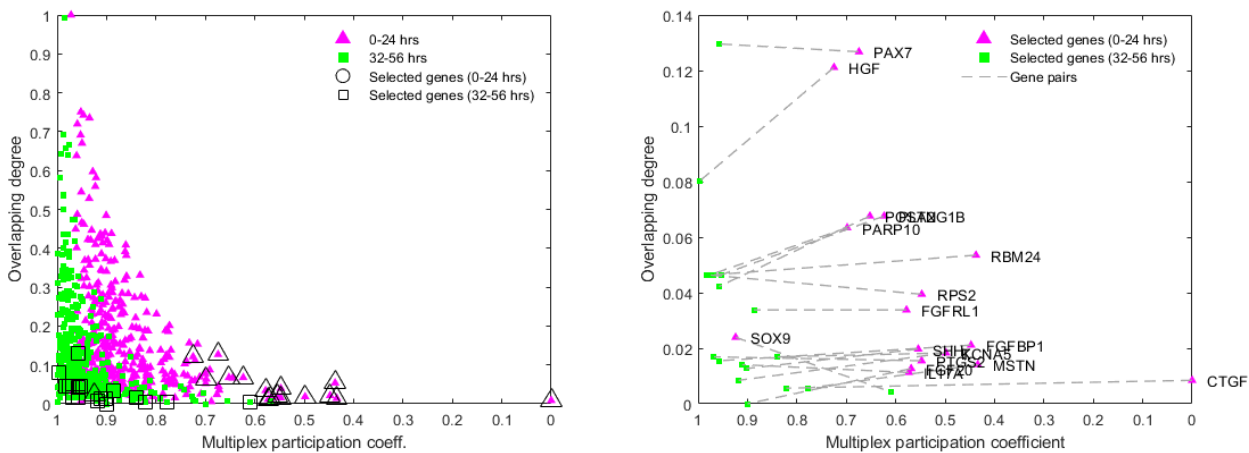 Overlapping degree
1
0.9
0.8
0.7
0.6
0.5
0.4
0.3
0.2
0.1
0
1 0.9 0.8 0.7 0.6 0.5 0.4 0.3 0.2 0.1 0
Multiplex participation coeff.
0-24 hrs
32-56 hrs
Selected genes (0-24 hrs)
Selected genes (32-56 hrs)
Overlapping degree
0.14
0.12
0.1
0.08
0.06
0.04
0.02
0
1 0.9 0.8 0.7 0.6 0.5 0.4 0.3 0.2 0.1 0
Multiplex participation coefficient
Selected genes (0-24 hrs)
Selected genes (32-56 hrs)
Gene pairs
PAX7
HGF
PARP10
RBM24
RPS2
FGFRL1
SOX9
FGFBP1
SHH
KCNA5
PTGS2
MSTN
FGF20
CTGF